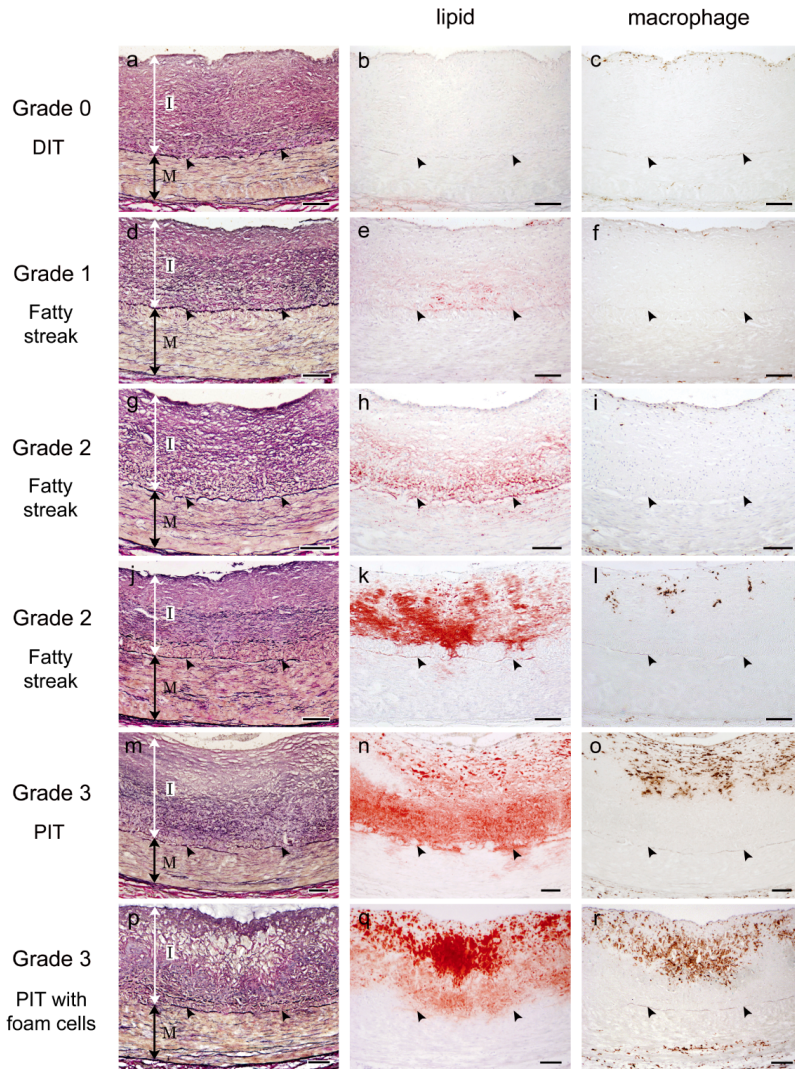 lipid
macrophage
a
I
M
b
c
Grade 0
DIT
d
I
M
e
f
Grade 1
Fatty
streak
g
I
M
h
i
Grade 2
Fatty
streak
j
I
M
k
l
Grade 2
Fatty
streak
m
I
M
n
o
Grade 3
PIT
p
I
M
q
r
Grade 3
PIT with
foam cells